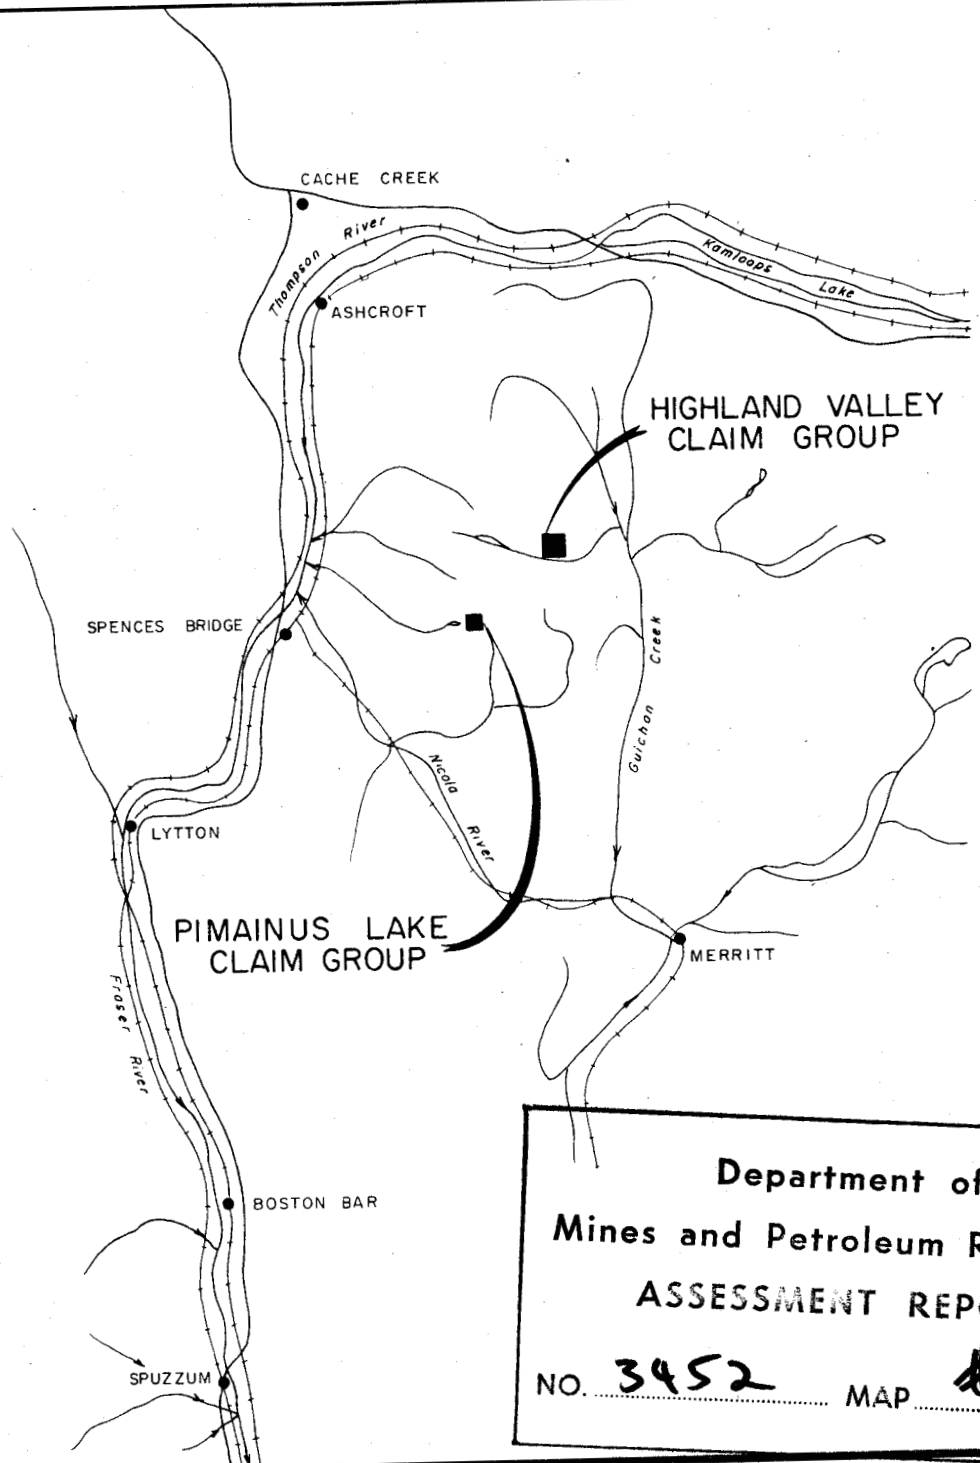 CACHE CREEK
Thompson River
Kamloops Lake
ASHCROFT
HIGHLAND VALLEY
CLAIM GROUP
SPENCES BRIDGE
Guichon Creek
Nicola River
LYTTON
PIMAINUS LAKE
CLAIM GROUP
MERRITT
Fraser River
BOSTON BAR
SPUZZUM
Department of
Mines and Petroleum R
ASSESSMENT REPO
NO. 3452 MAP